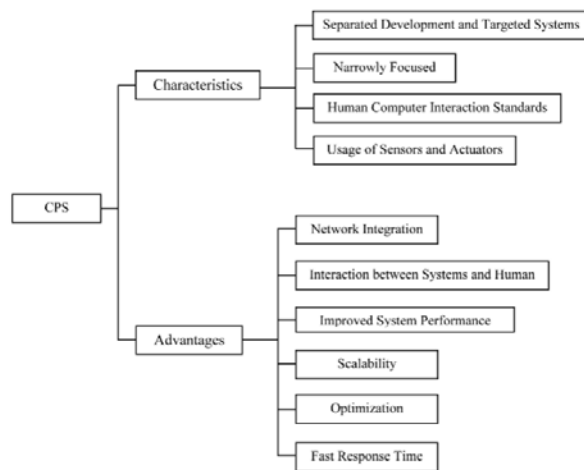 Separated Development and Targeted Systems
Narrowly Focused
Characteristics
Human Computer Interaction Standards
Usage of Sensors and Actuators
CPS
Network Integration
Interaction between Systems and Human
Improved System Performance
Advantages
Scalability
Optimization
Fast Response Time